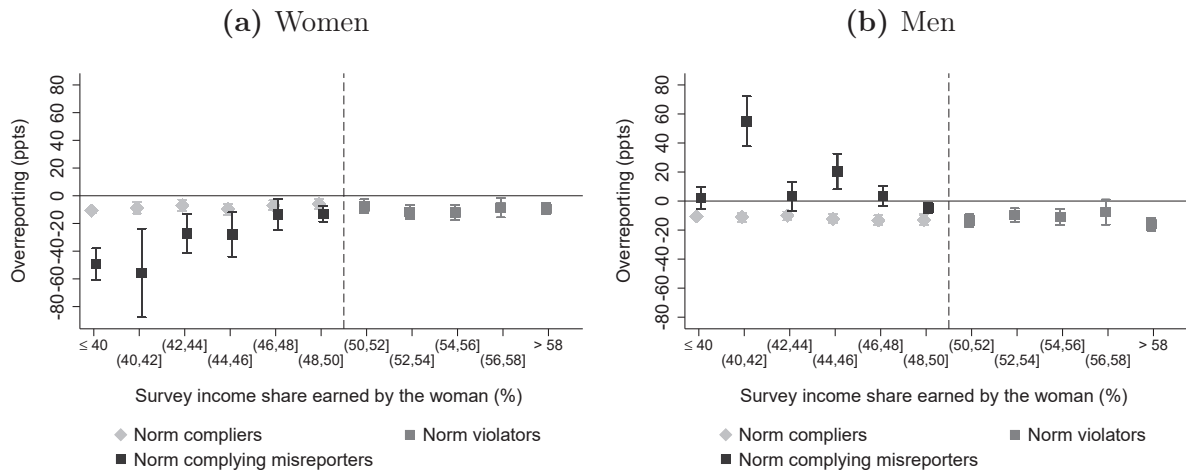 (a) Women
Overreporting (ppts)
80
60
40
20
0
-20
-40
-60
-80
≤ 40 (42,44] (46,48] (50,52] (54,56] > 58
(40,42] (44,46] (48,50] (52,54] (56,58]
Survey income share earned by the woman (%)
Norm compliers Norm violators
Norm complying misreporters
(b) Men
Overreporting (ppts)
80
60
40
20
0
-20
-40
-60
-80
≤ 40 (42,44] (46,48] (50,52] (54,56] > 58
(40,42] (44,46] (48,50] (52,54] (56,58]
Survey income share earned by the woman (%)
Norm compliers Norm violators
Norm complying misreporters